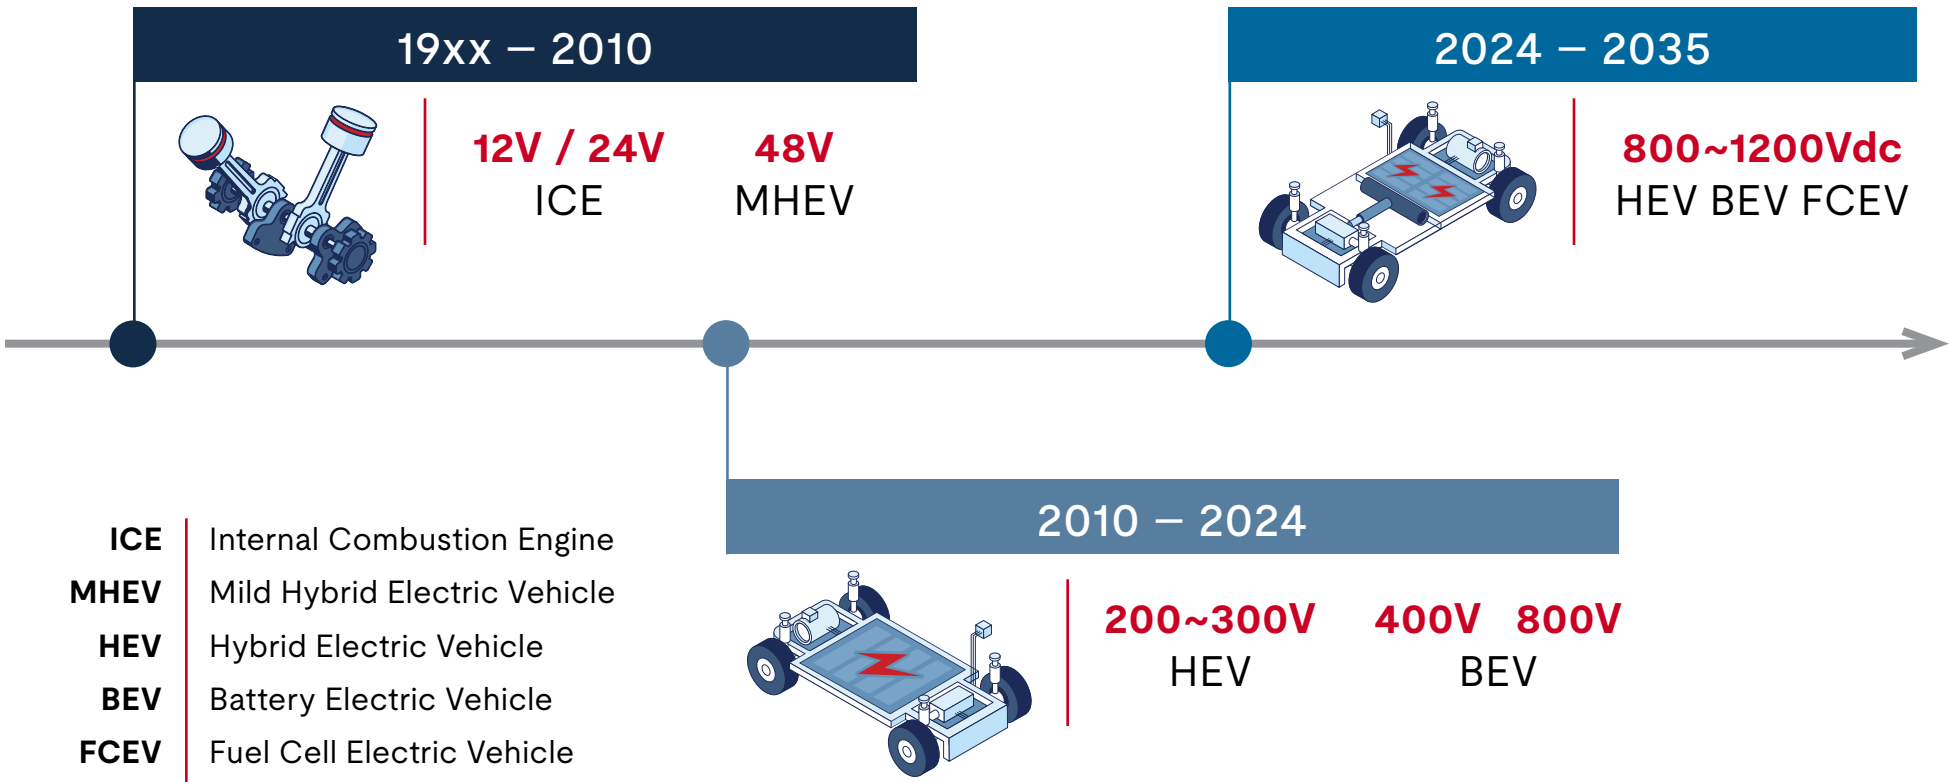 19xx – 2010
12V / 24V
ICE
48V
MHEV
2024 – 2035
800~1200Vdc
HEV BEV FCEV
2010 – 2024
200~300V
HEV
400V 800V
BEV
ICE Internal Combustion Engine
MHEV Mild Hybrid Electric Vehicle
HEV Hybrid Electric Vehicle
BEV Battery Electric Vehicle
FCEV Fuel Cell Electric Vehicle